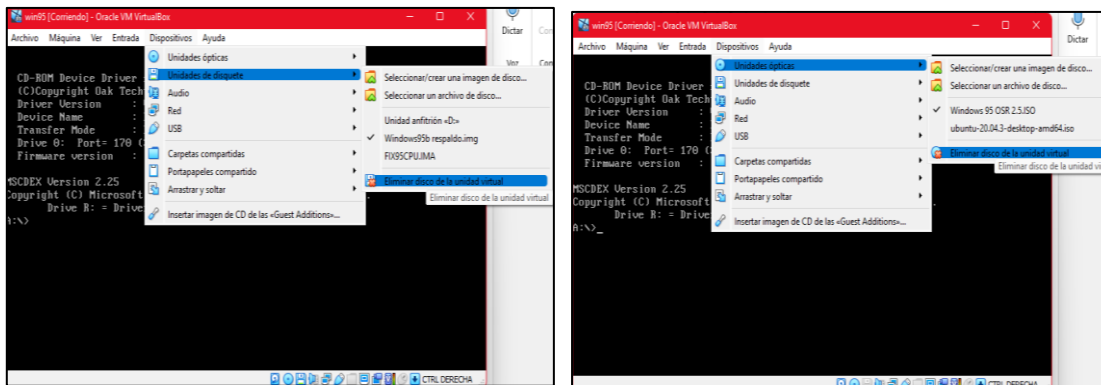 win95 [Corriendo] - Oracle VM VirtualBox
Archivo Máquina Ver Entrada Dispositivos Ayuda
Unidades ópticas
Unidades de disquete
Audio
Red
USB
Carpetas compartidas
Portapapeles compartido
Arrastrar y soltar
Insertar imagen de CD de las «Guest Additions»...
Seleccionar/crear una imagen de disco...
Seleccionar un archivo de disco...
Unidad anfitrión «D:»
Windows95b respaldo.img
FIX95CPU.IMA
Eliminar disco de la unidad virtual
Eliminar disco de la unidad virtual
CD-ROM Device Driver
(C)Copyright Oak Tech
Driver Version :
Device Name :
Transfer Mode :
Drive 0: Port= 170 (
Firmware version :
MSCDEX Version 2.25
Copyright (C) Microsoft
Drive R: = Drive
A:\>
CTRL DERECHA
Dictar
Voz
win95 [Corriendo] - Oracle VM VirtualBox
Archivo Máquina Ver Entrada Dispositivos Ayuda
Unidades ópticas
Unidades de disquete
Audio
Red
USB
Carpetas compartidas
Portapapeles compartido
Arrastrar y soltar
Insertar imagen de CD de las «Guest Additions»...
Seleccionar/crear una imagen de disco...
Seleccionar un archivo de disco...
Windows 95 OSR 2.5.ISO
ubuntu-20.04.3-desktop-amd64.iso
Eliminar disco de la unidad virtual
Eliminar disco de la unidad vi
CD-ROM Device Driver
(C)Copyright Oak Tech
Driver Version :
Device Name :
Transfer Mode :
Drive 0: Port= 170 (
Firmware version :
MSCDEX Version 2.25
Copyright (C) Microsoft
Drive R: = Drive
A:\>_
CTRL DERECHA
Dictar